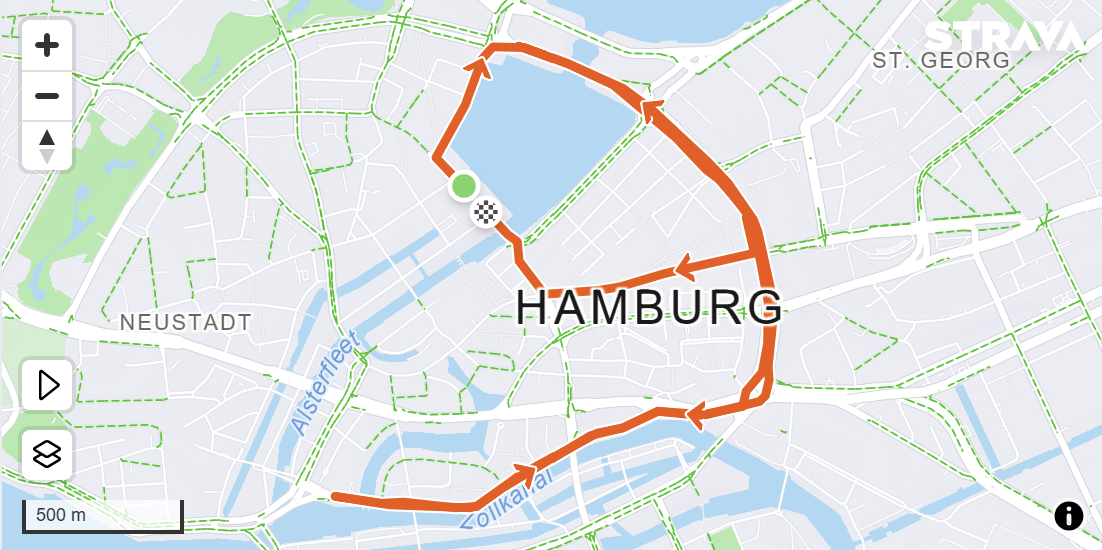 STRAVA
ST. GEORG
HAMBURG
NEUSTADT
Alsterfleet
Zollkanal
500 m